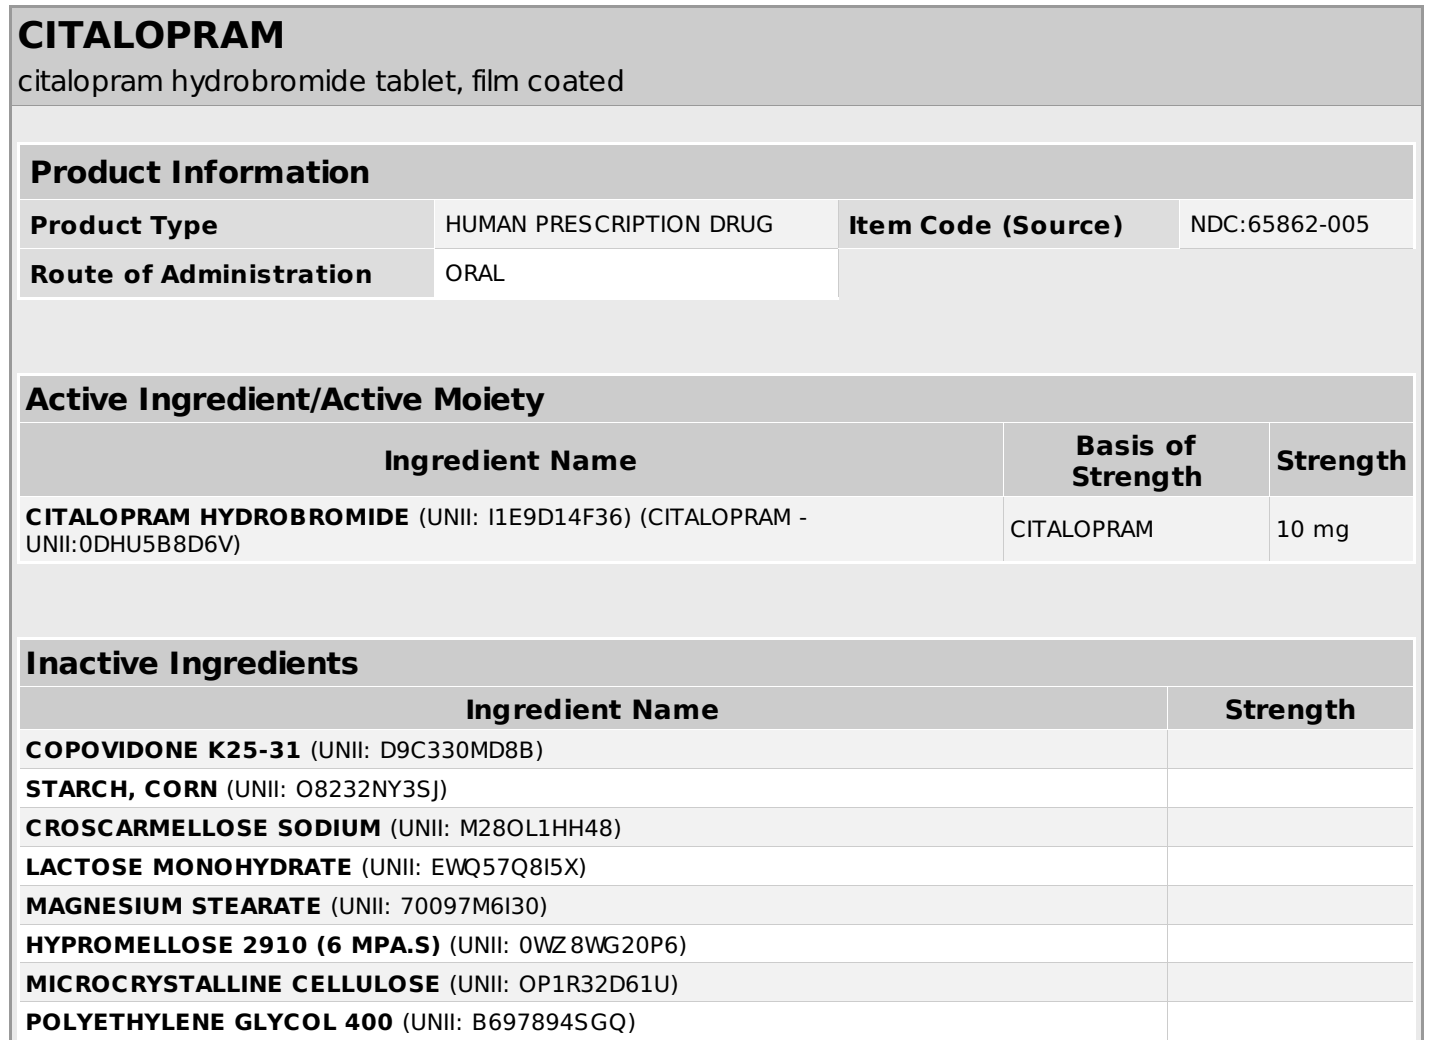 CITALOPRAM
citalopram hydrobromide tablet, film coated
Product Information
Product Type HUMAN PRESCRIPTION DRUG Item Code (Source) NDC:65862-005
Route of Administration ORAL
Active Ingredient/Active Moiety
Ingredient Name Basis of Strength Strength
CITALOPRAM HYDROBROMIDE (UNII: I1E9D14F36) (CITALOPRAM -
UNII:0DHU5B8D6V) CITALOPRAM 10 mg
Inactive Ingredients
Ingredient Name Strength
COPOVIDONE K25-31 (UNII: D9C330MD8B)
STARCH, CORN (UNII: O8232NY3SJ)
CROSCARMELLOSE SODIUM (UNII: M28OL1HH48)
LACTOSE MONOHYDRATE (UNII: EWQ57Q8I5X)
MAGNESIUM STEARATE (UNII: 70097M6I30)
HYPROMELLOSE 2910 (6 MPA.S) (UNII: 0WZ8WG20P6)
MICROCRYSTALLINE CELLULOSE (UNII: OP1R32D61U)
POLYETHYLENE GLYCOL 400 (UNII: B697894SGQ)